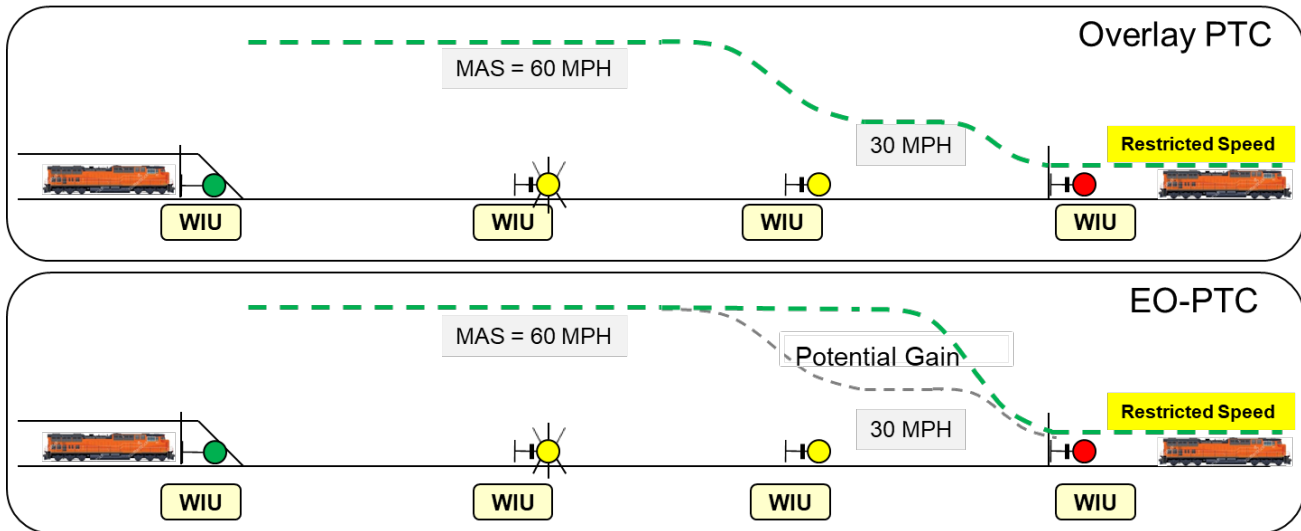 Overlay PTC
MAS = 60 MPH
30 MPH
Restricted Speed
WIU
WIU
WIU
WIU
EO-PTC
MAS = 60 MPH
Potential Gain
30 MPH
Restricted Speed
WIU
WIU
WIU
WIU